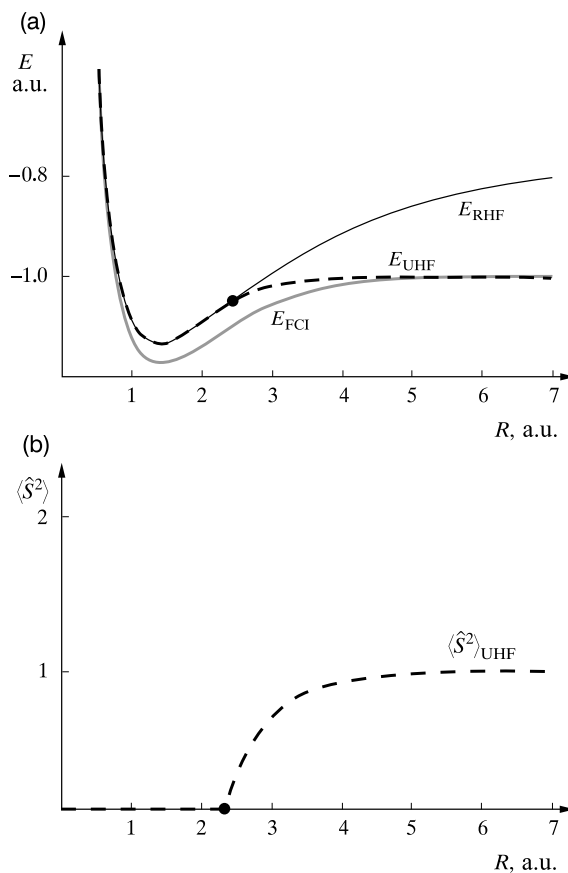 (a)
E
a.u.
−0.8
E_RHF
−1.0
E_UHF
E_FCI
1 2 3 4 5 6 7
R, a.u.
(b)
⟨Ŝ²⟩
2
⟨Ŝ²⟩_UHF
1
1 2 3 4 5 6 7
R, a.u.